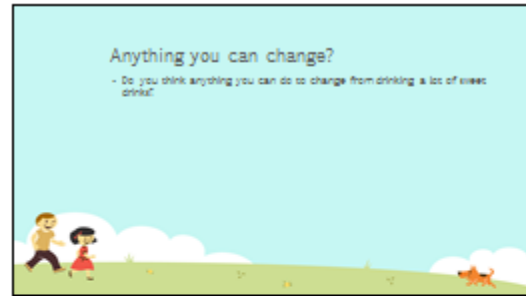 Anything you can change?
- Do you think anything you can do to change from drinking a lot of sweet
drinks?